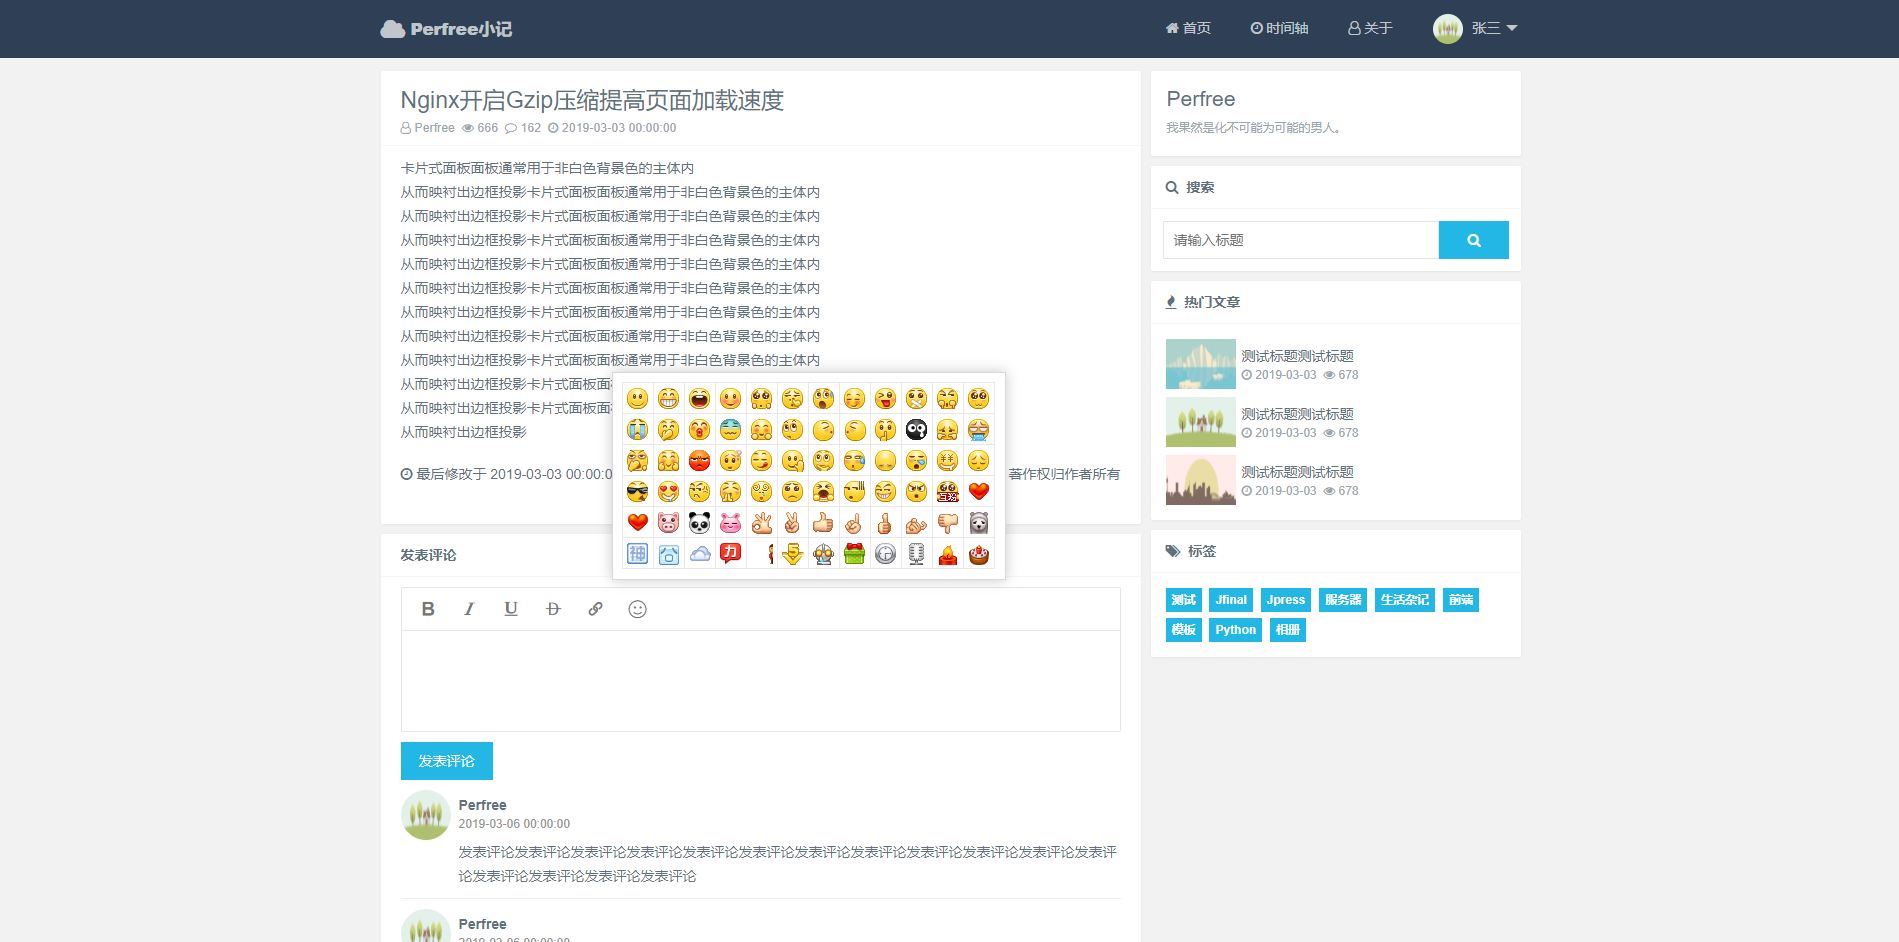 Perfree小记
首页
时间轴
关于
张三
Nginx开启Gzip压缩提高页面加载速度
Perfree 666 162 2019-03-03 00:00:00
卡片式面板面板通常用于非白色背景色的主体内
从而映衬出边框投影卡片式面板面板通常用于非白色背景色的主体内
从而映衬出边框投影卡片式面板面板通常用于非白色背景色的主体内
从而映衬出边框投影卡片式面板面板通常用于非白色背景色的主体内
从而映衬出边框投影卡片式面板面板通常用于非白色背景色的主体内
从而映衬出边框投影卡片式面板面板通常用于非白色背景色的主体内
从而映衬出边框投影卡片式面板面板通常用于非白色背景色的主体内
从而映衬出边框投影卡片式面板面板通常用于非白色背景色的主体内
从而映衬出边框投影卡片式面板面板通常用于非白色背景色的主体内
从而映衬出边框投影卡片式面板面
从而映衬出边框投影卡片式面板面
从而映衬出边框投影
最后修改于 2019-03-03 00:00:0
著作权归作者所有
互粉
神
力
发表评论
B I U D
发表评论
Perfree
2019-03-06 00:00:00
发表评论发表评论发表评论发表评论发表评论发表评论发表评论发表评论发表评论发表评论发表评论发表评
论发表评论发表评论发表评论发表评论
Perfree
2019-03-06 00:00:00
Perfree
我果然是化不可能为可能的男人。
搜索
请输入标题
热门文章
测试标题测试标题
2019-03-03 678
测试标题测试标题
2019-03-03 678
测试标题测试标题
2019-03-03 678
标签
测试 Jfinal Jpress 服务器 生活杂记 前端
模板 Python 相册